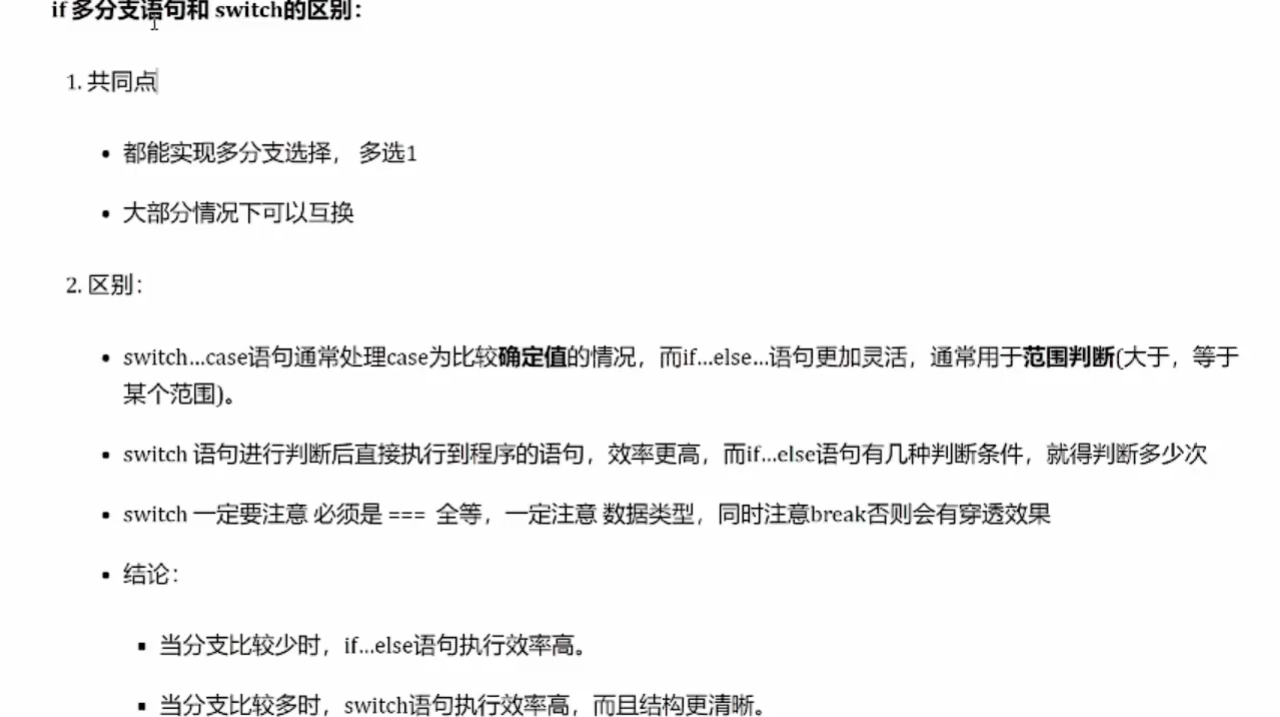 if 多分支语句和 switch的区别：
1. 共同点
• 都能实现多分支选择， 多选1
• 大部分情况下可以互换
2. 区别：
• switch...case语句通常处理case为比较确定值的情况，而if...else...语句更加灵活，通常用于范围判断(大于，等于
某个范围)。
• switch 语句进行判断后直接执行到程序的语句，效率更高，而if...else语句有几种判断条件，就得判断多少次
• switch 一定要注意 必须是 === 全等，一定注意 数据类型，同时注意break否则会有穿透效果
• 结论：
▪ 当分支比较少时，if...else语句执行效率高。
▪ 当分支比较多时，switch语句执行效率高，而且结构更清晰。